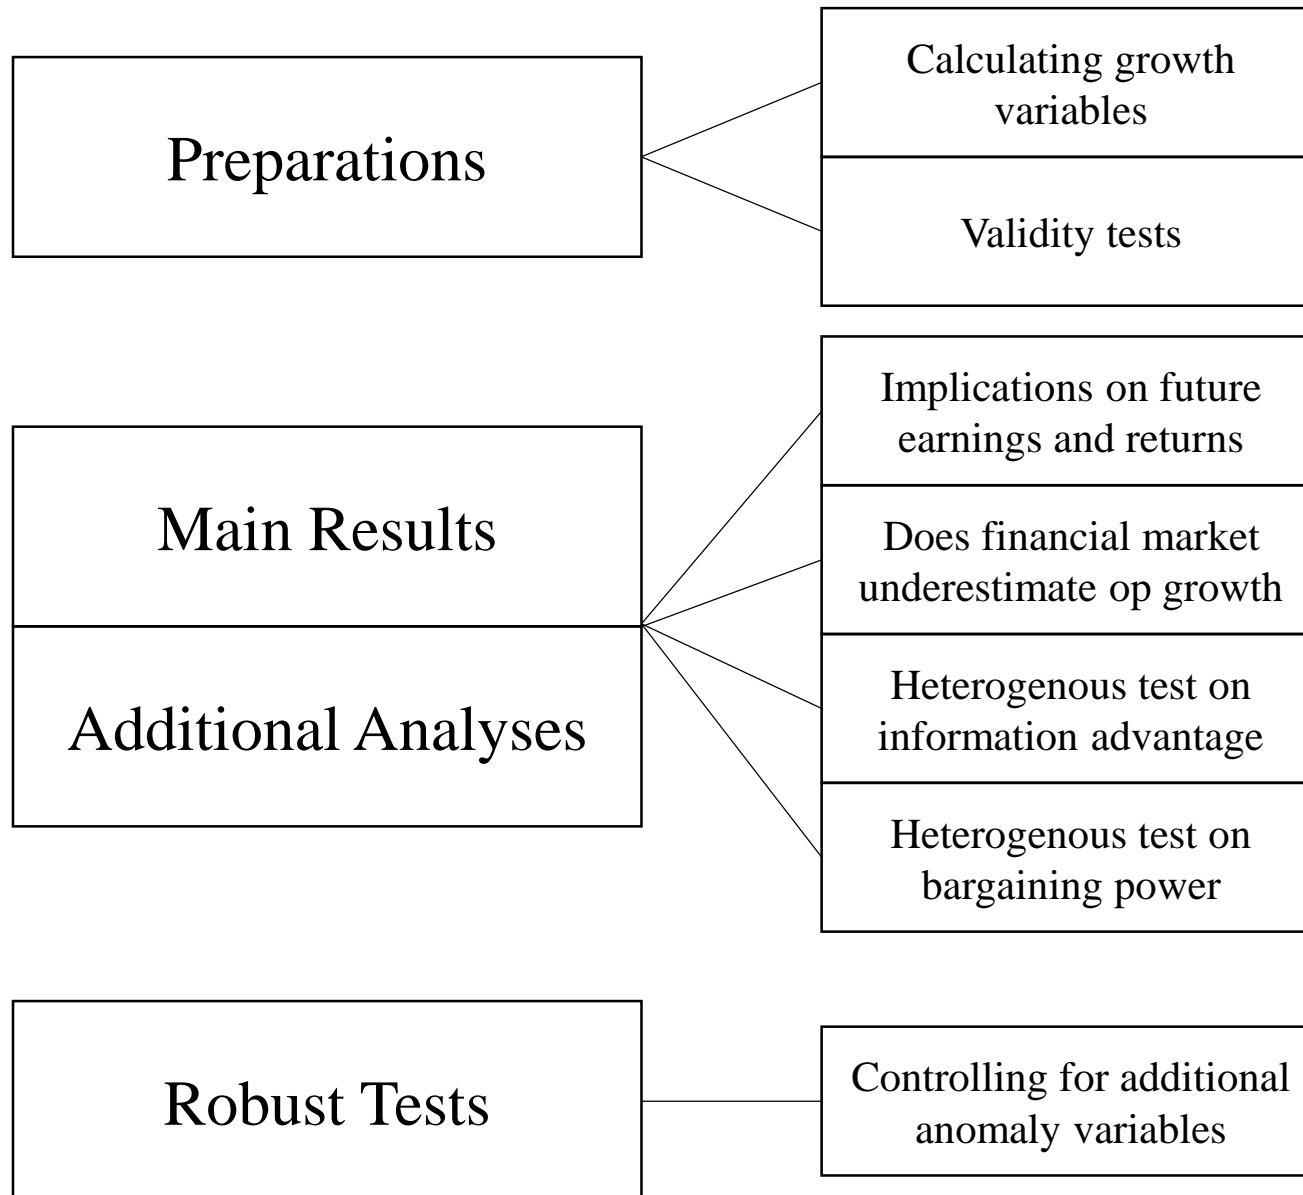 Preparations
Calculating growth
variables
Validity tests
Main Results
Additional Analyses
Implications on future
earnings and returns
Does financial market
underestimate op growth
Heterogenous test on
information advantage
Heterogenous test on
bargaining power
Robust Tests
Controlling for additional
anomaly variables